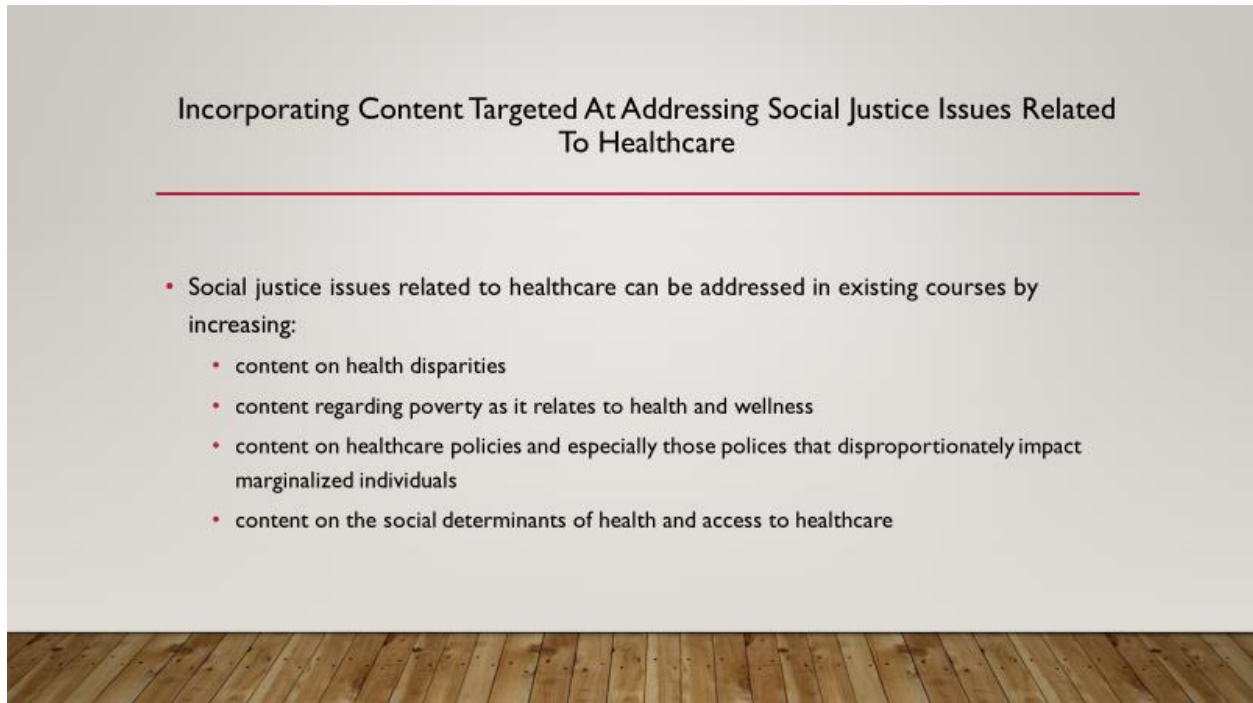 Incorporating Content Targeted At Addressing Social Justice Issues Related
To Healthcare
• Social justice issues related to healthcare can be addressed in existing courses by
increasing:
• content on health disparities
• content regarding poverty as it relates to health and wellness
• content on healthcare policies and especially those polices that disproportionately impact
marginalized individuals
• content on the social determinants of health and access to healthcare